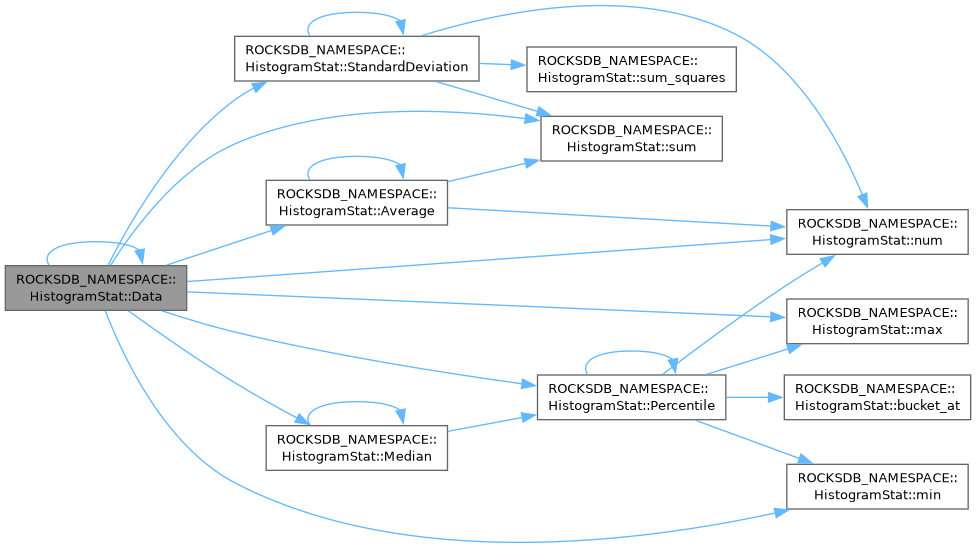 ROCKSDB_NAMESPACE::
HistogramStat::StandardDeviation
ROCKSDB_NAMESPACE::
HistogramStat::sum_squares
ROCKSDB_NAMESPACE::
HistogramStat::sum
ROCKSDB_NAMESPACE::
HistogramStat::Average
ROCKSDB_NAMESPACE::
HistogramStat::num
ROCKSDB_NAMESPACE::
HistogramStat::Data
ROCKSDB_NAMESPACE::
HistogramStat::max
ROCKSDB_NAMESPACE::
HistogramStat::Percentile
ROCKSDB_NAMESPACE::
HistogramStat::bucket_at
ROCKSDB_NAMESPACE::
HistogramStat::Median
ROCKSDB_NAMESPACE::
HistogramStat::min